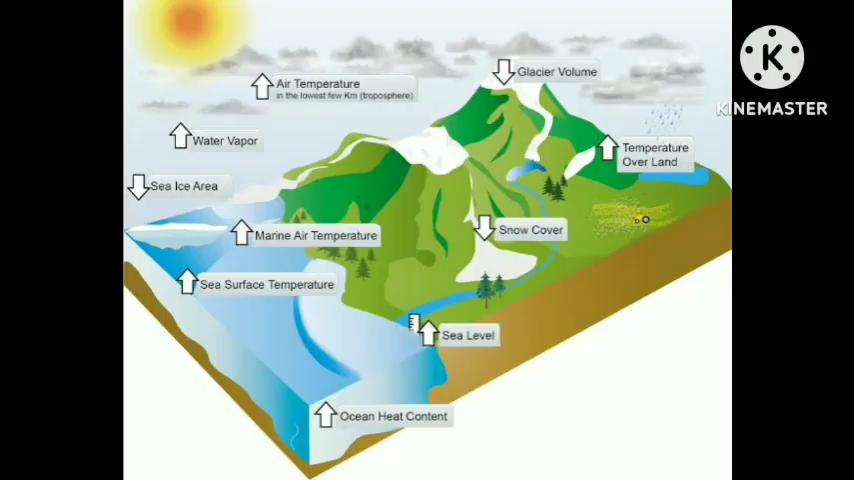 K
KINEMASTER
Glacier Volume
Air Temperature
in the lowest few Km (troposphere)
Water Vapor
Temperature
Over Land
Sea Ice Area
Snow Cover
Marine Air Temperature
Sea Surface Temperature
Sea Level
Ocean Heat Content